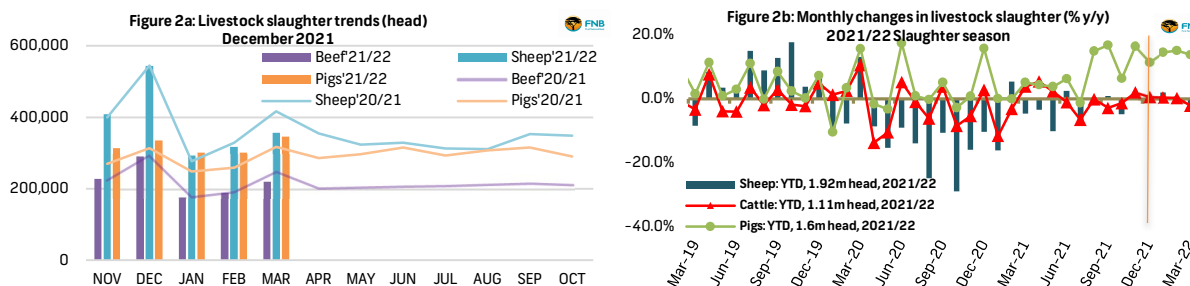 Figure 2a: Livestock slaughter trends (head)
December 2021
FNB
600,000
400,000
200,000
0
Beef'21/22
Sheep'21/22
Pigs'21/22
Beef'20/21
Sheep'20/21
Pigs'20/21
NOV DEC JAN FEB MAR APR MAY JUN JUL AUG SEP OCT
Figure 2b: Monthly changes in livestock slaughter (% y/y)
2021/22 Slaughter season
FNB
20.0%
0.0%
-20.0%
-40.0%
Sheep: YTD, 1.92m head, 2021/22
Cattle: YTD, 1.11m head, 2021/22
Pigs: YTD, 1.6m head, 2021/22
Mar-19 Jun-19 Sep-19 Dec-19 Mar-20 Jun-20 Sep-20 Dec-20 Mar-21 Jun-21 Sep-21 Dec-21 Mar-22